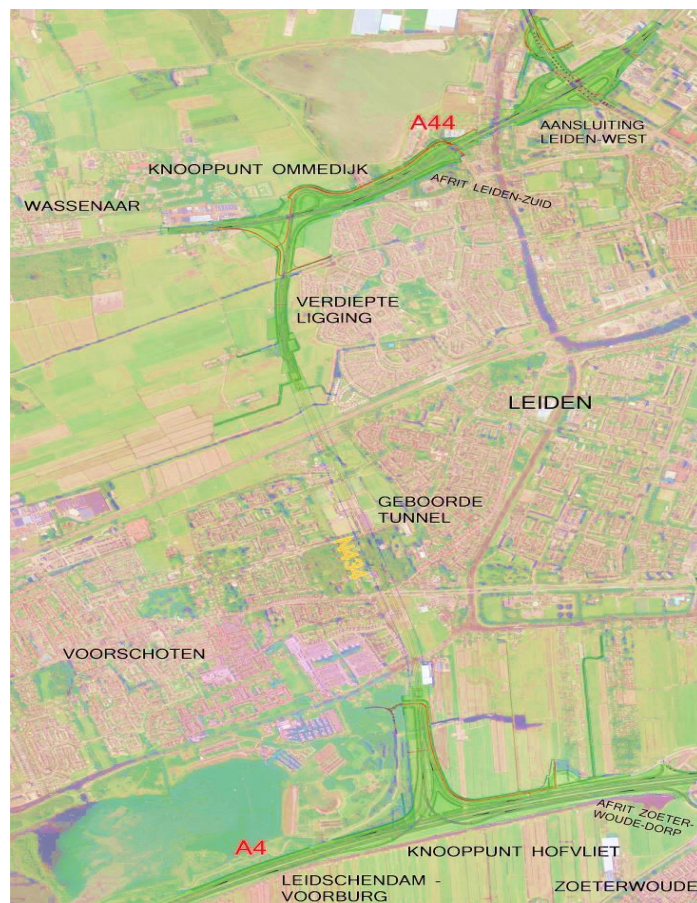 A44
AANSLUITING
LEIDEN-WEST
KNOOPPUNT OMMEDIJK
AFRIT LEIDEN-ZUID
WASSENAAR
VERDIEPTE
LIGGING
LEIDEN
GEBOORDE
TUNNEL
N434
VOORSCHOTEN
AFRIT ZOETER-
WOUDE-DORP
A4
KNOOPPUNT HOFVLIET
LEIDSCHENDAM -
VOORBURG
ZOETERWOUDE